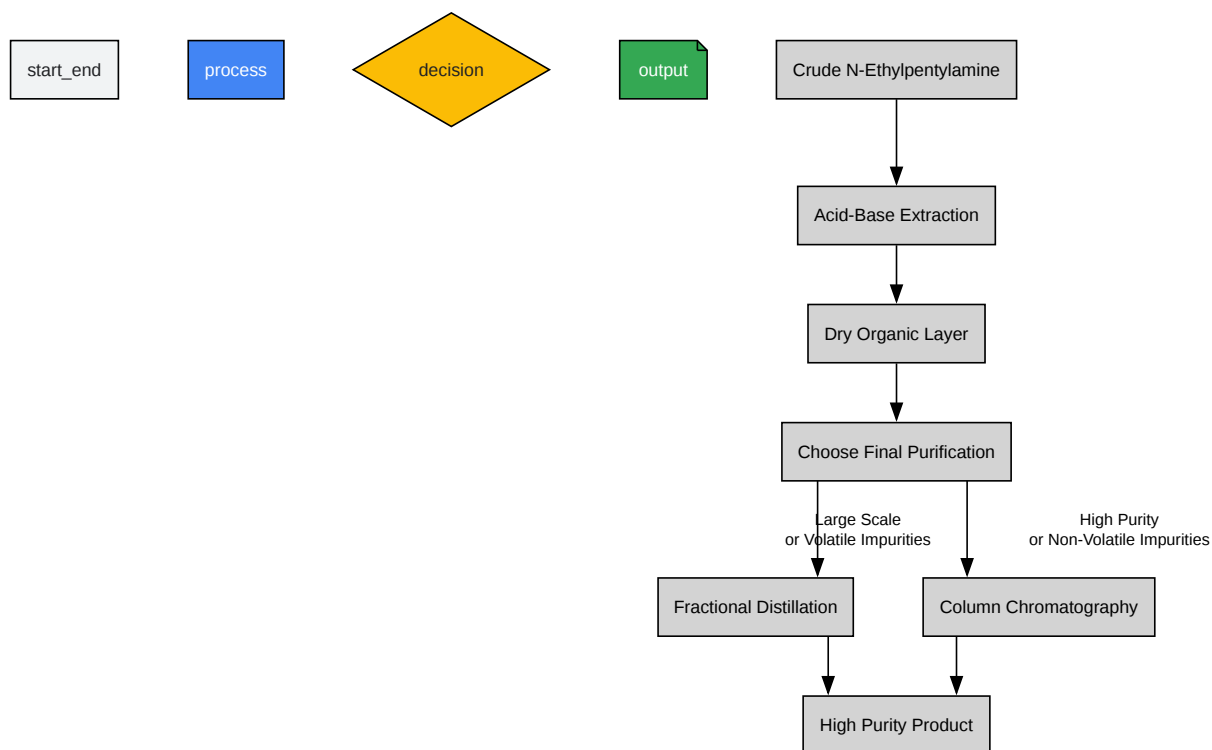 start_end
process
decision
output
Crude N-Ethylpentylamine
Acid-Base Extraction
Dry Organic Layer
Choose Final Purification
Large Scale
or Volatile Impurities
High Purity
or Non-Volatile Impurities
Fractional Distillation
Column Chromatography
High Purity Product